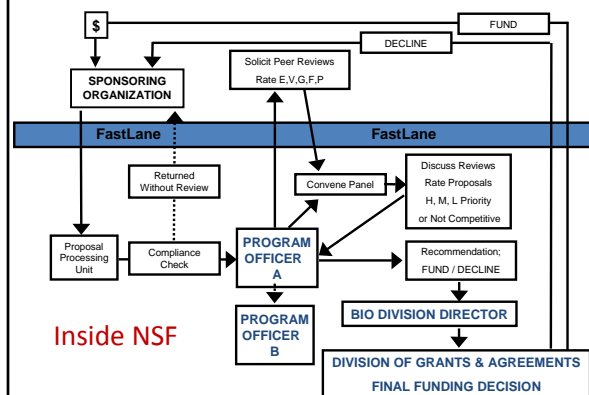 $
FUND
DECLINE
SPONSORING
ORGANIZATION
Solicit Peer Reviews
Rate E,V,G,F,P
FastLane
FastLane
Returned
Without Review
Convene Panel
Discuss Reviews
Rate Proposals
H, M, L Priority
or Not Competitive
Proposal
Processing
Unit
Compliance
Check
PROGRAM
OFFICER
A
Recommendation;
FUND / DECLINE
PROGRAM
OFFICER
B
BIO DIVISION DIRECTOR
Inside NSF
DIVISION OF GRANTS & AGREEMENTS
FINAL FUNDING DECISION